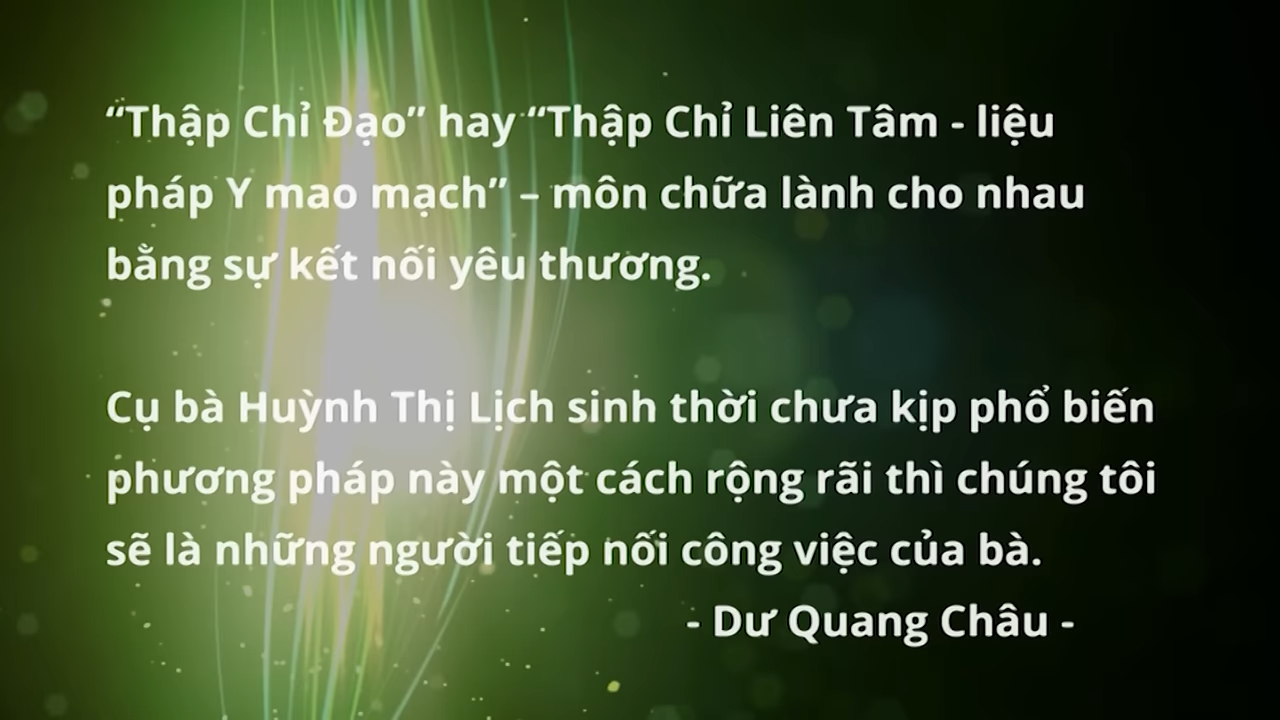 “Thập Chỉ Đạo” hay “Thập Chỉ Liên Tâm - liệu
pháp Y mao mạch” – môn chữa lành cho nhau
bằng sự kết nối yêu thương.
Cụ bà Huỳnh Thị Lịch sinh thời chưa kịp phổ biến
phương pháp này một cách rộng rãi thì chúng tôi
sẽ là những người tiếp nối công việc của bà.
- Dư Quang Châu -